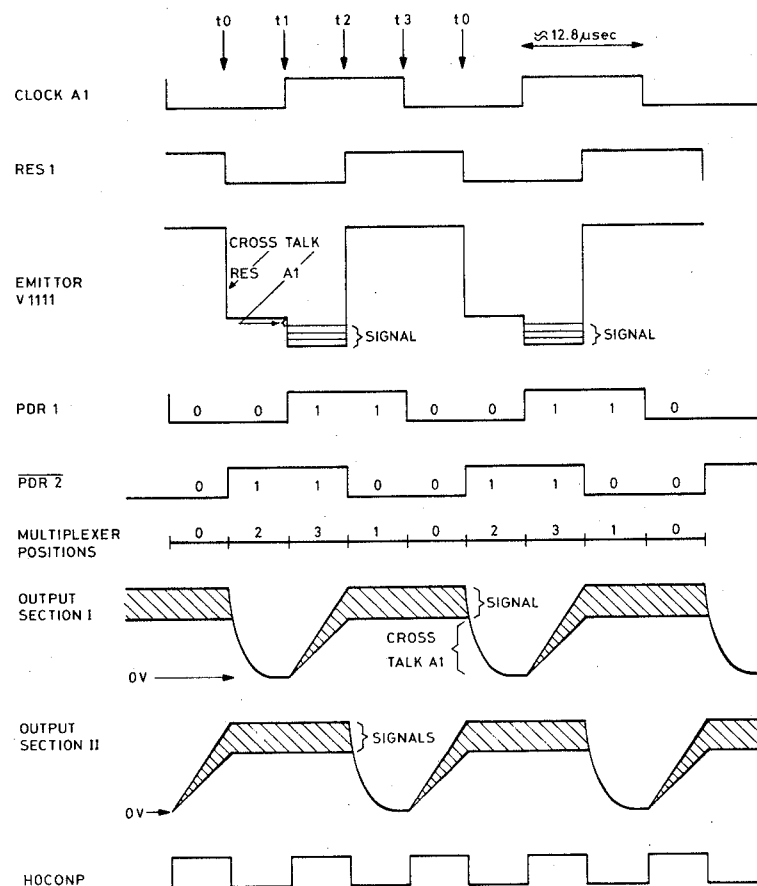 t0 t1 t2 t3 t0 ≈12.8μsec
CLOCK A1
RES 1
CROSS TALK
RES A1
EMITTOR
V1111
SIGNAL SIGNAL
PDR 1 0 0 1 1 0 0 1 1 0
PDR 2 0 1 1 0 0 1 1 0 0
MULTIPLEXER
POSITIONS
0 2 3 1 0 2 3 1 0
OUTPUT
SECTION I
SIGNAL
CROSS
TALK A1
0V
OUTPUT
SECTION II
SIGNALS
0V
HOCONP